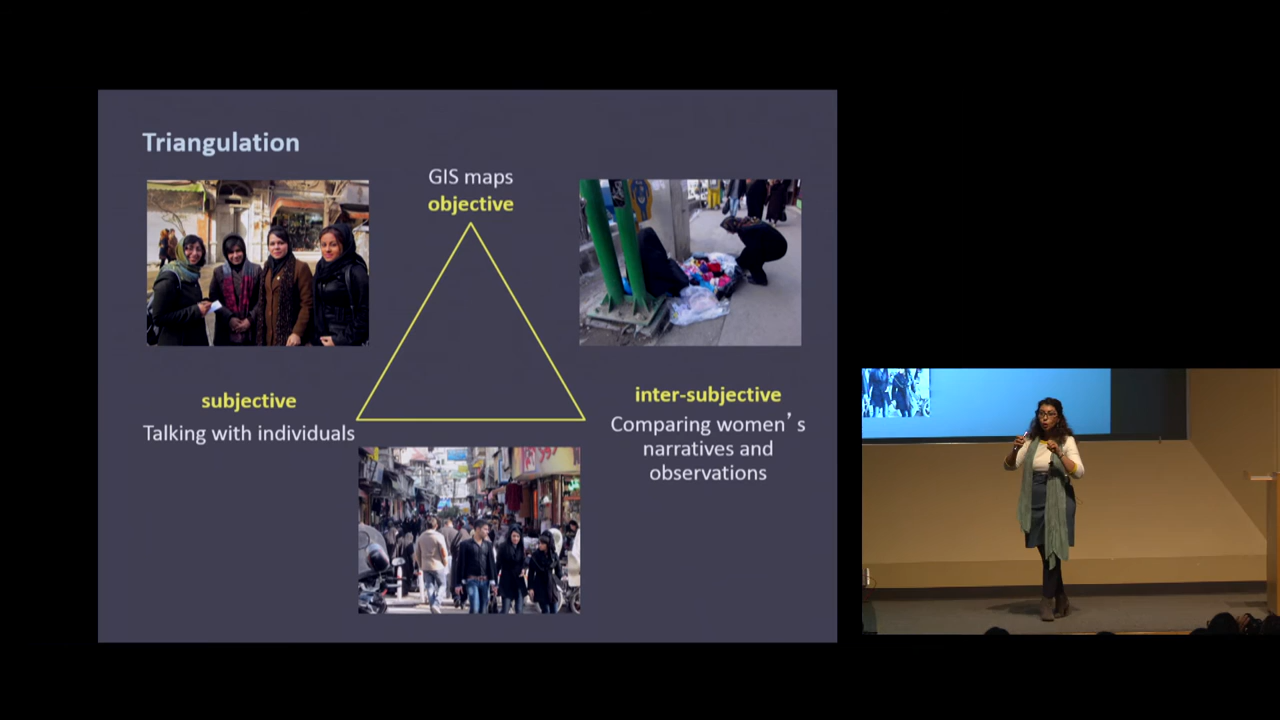 Triangulation
GIS maps
objective
subjective
Talking with individuals
inter-subjective
Comparing women’s
narratives and
observations